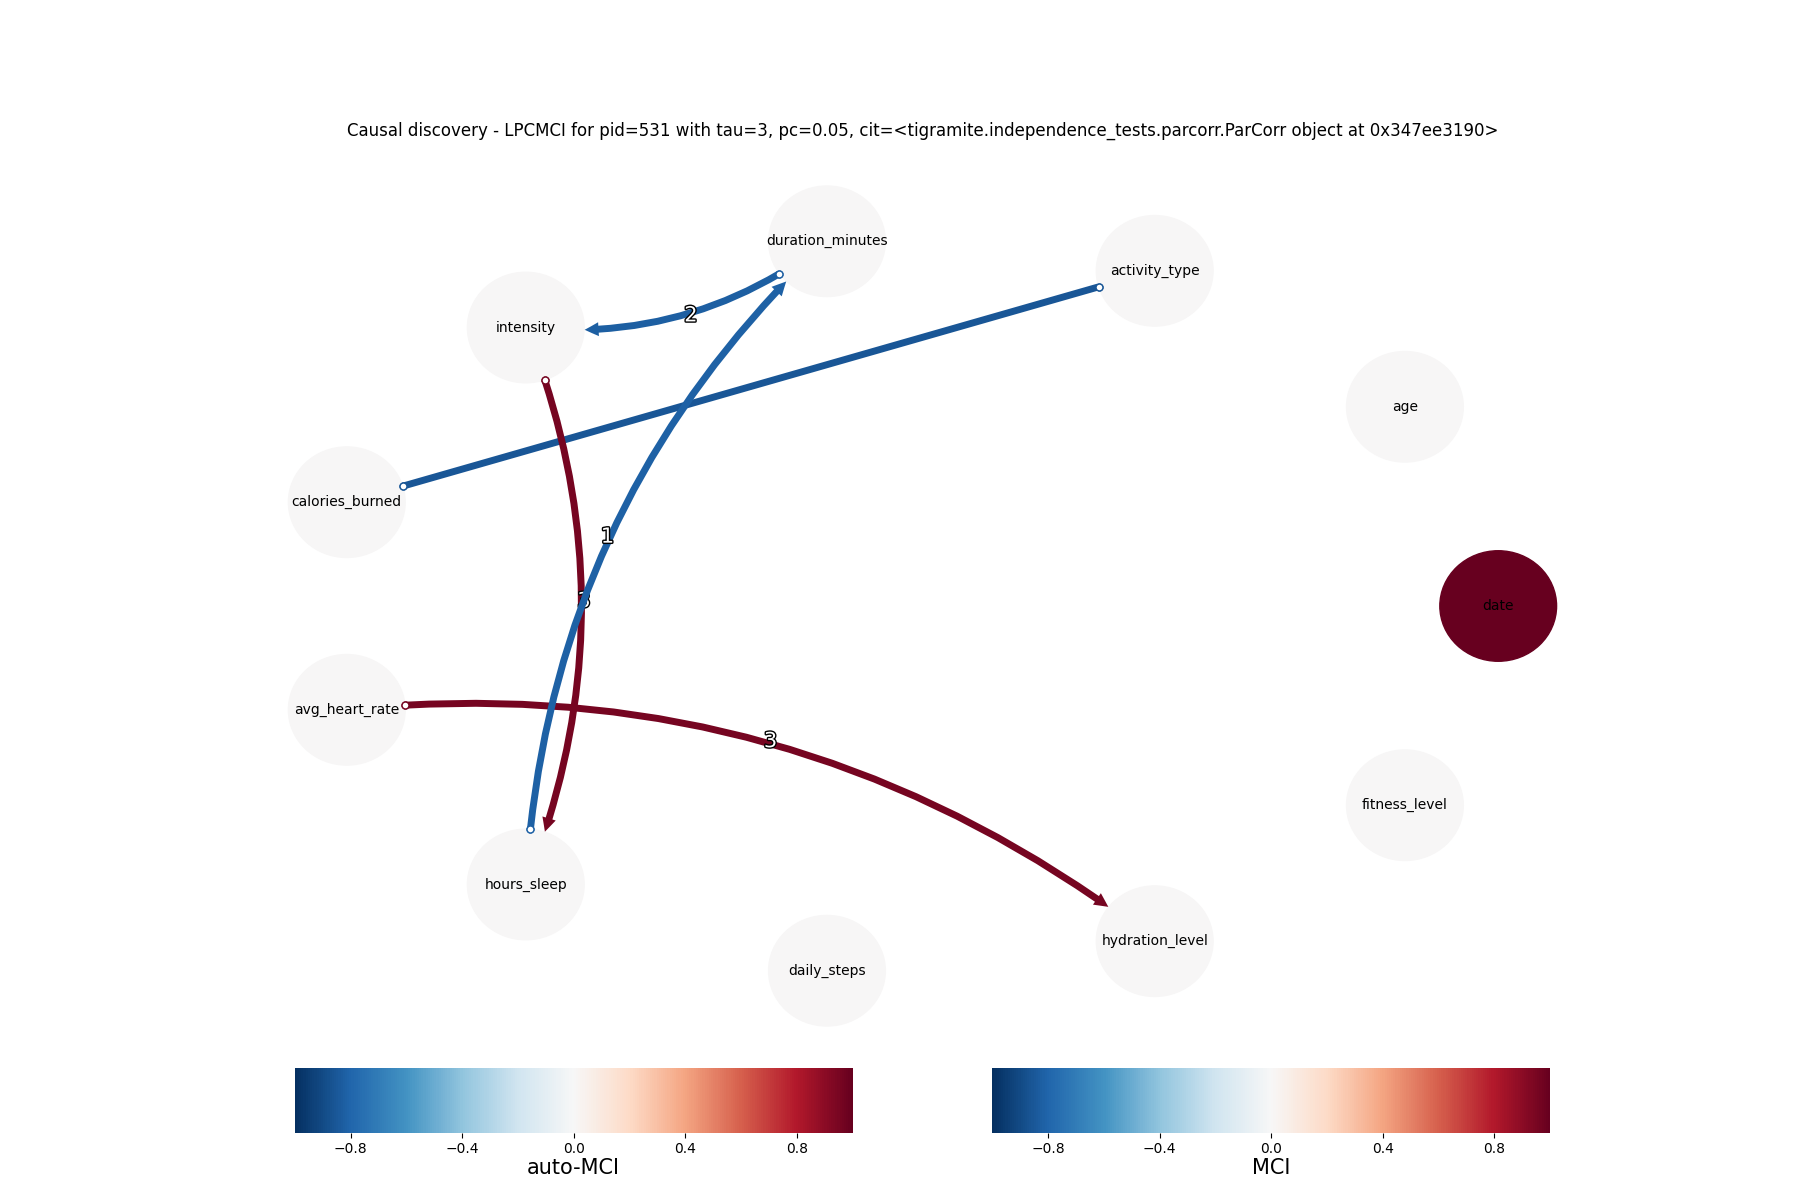 Causal discovery - LPCMCI for pid=531 with tau=3, pc=0.05, cit=<tigramite.independence_tests.parcorr.ParCorr object at 0x347ee3190>
duration_minutes
activity_type
intensity
2
age
calories_burned
1
date
avg_heart_rate
3
fitness_level
hours_sleep
hydration_level
daily_steps
−0.8 −0.4 0.0 0.4 0.8
auto-MCI
−0.8 −0.4 0.0 0.4 0.8
MCI